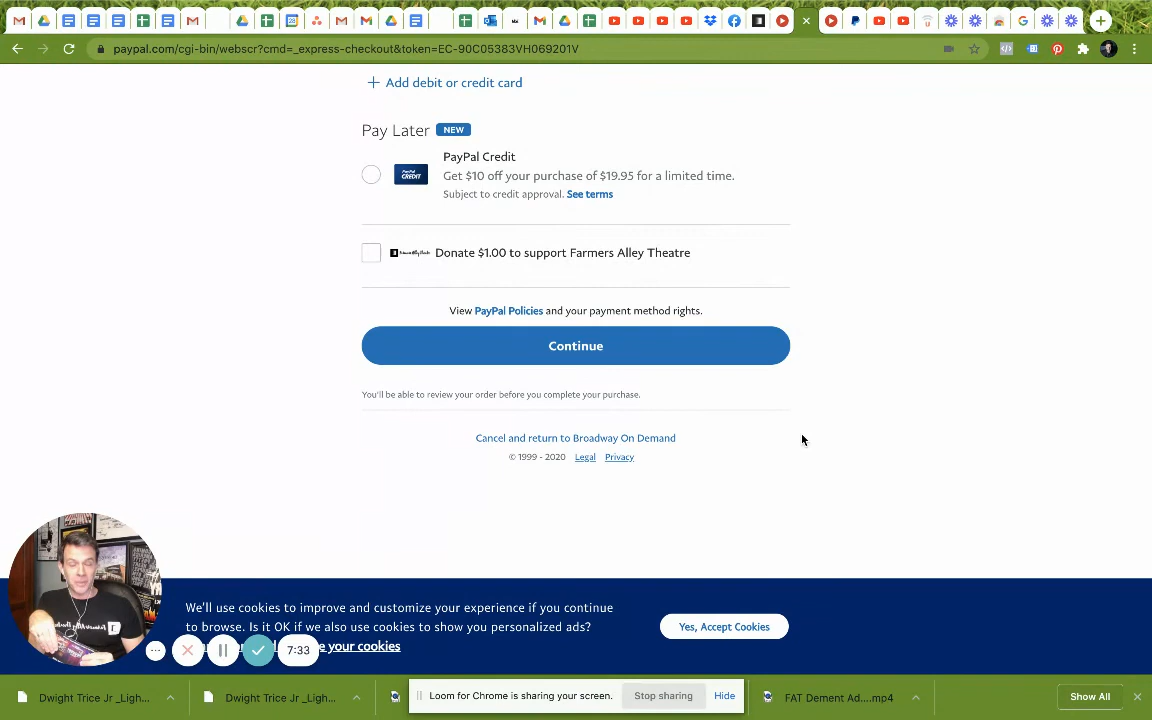 paypal.com/cgi-bin/webscr?cmd=_express-checkout&token=EC-90C05383VH069201V
+ Add debit or credit card
Pay Later NEW
PayPal Credit
Get $10 off your purchase of $19.95 for a limited time.
Subject to credit approval. See terms
Donate $1.00 to support Farmers Alley Theatre
View PayPal Policies and your payment method rights.
Continue
You'll be able to review your order before you complete your purchase.
Cancel and return to Broadway On Demand
© 1999 - 2020 Legal Privacy
We'll use cookies to improve and customize your experience if you continue
to browse. Is it OK if we also use cookies to show you personalized ads?
your cookies
Yes, Accept Cookies
7:33
Dwight Trice Jr _Ligh...
Dwight Trice Jr _Ligh...
Loom for Chrome is sharing your screen.
Stop sharing
Hide
FAT Dement Ad....mp4
Show All